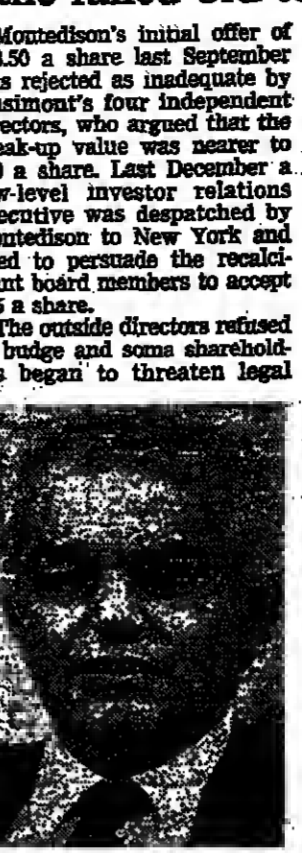 Montedison's initial offer of
.50 a share last September
s rejected as inadequate by
simont's four independent
ectors, who argued that the
eak-up value was nearer to
a share. Last December a
w-level investor relations
ecutive was despatched by
ontedison to New York and
ed to persuade the recalci-
nt board members to accept
a share.
The outside directors refused
budge and soma sharehold-
s began to threaten legal